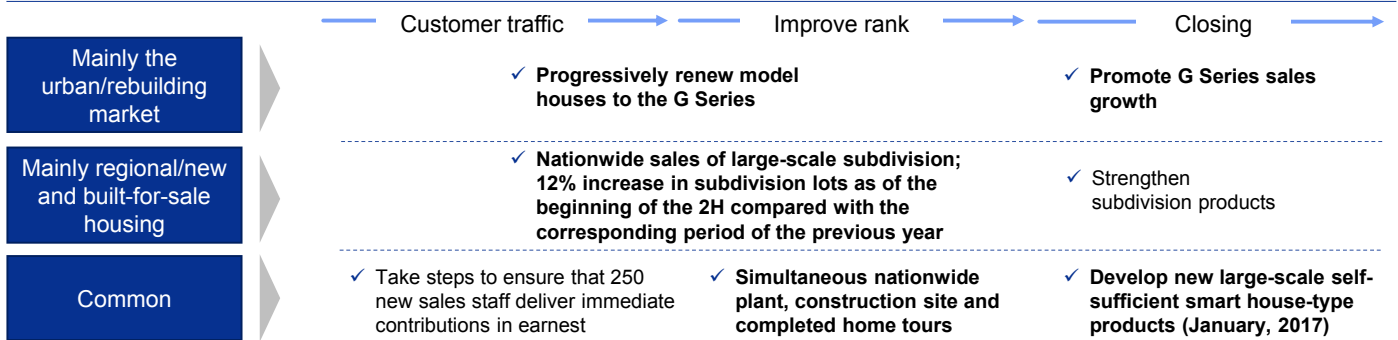 Customer traffic
Improve rank
Closing
Mainly the
urban/rebuilding
market
✓ Progressively renew model
houses to the G Series
✓ Promote G Series sales
growth
Mainly regional/new
and built-for-sale
housing
✓ Nationwide sales of large-scale subdivision;
12% increase in subdivision lots as of the
beginning of the 2H compared with the
corresponding period of the previous year
✓ Strengthen
subdivision products
Common
✓ Take steps to ensure that 250
new sales staff deliver immediate
contributions in earnest
✓ Simultaneous nationwide
plant, construction site and
completed home tours
✓ Develop new large-scale self-
sufficient smart house-type
products (January, 2017)